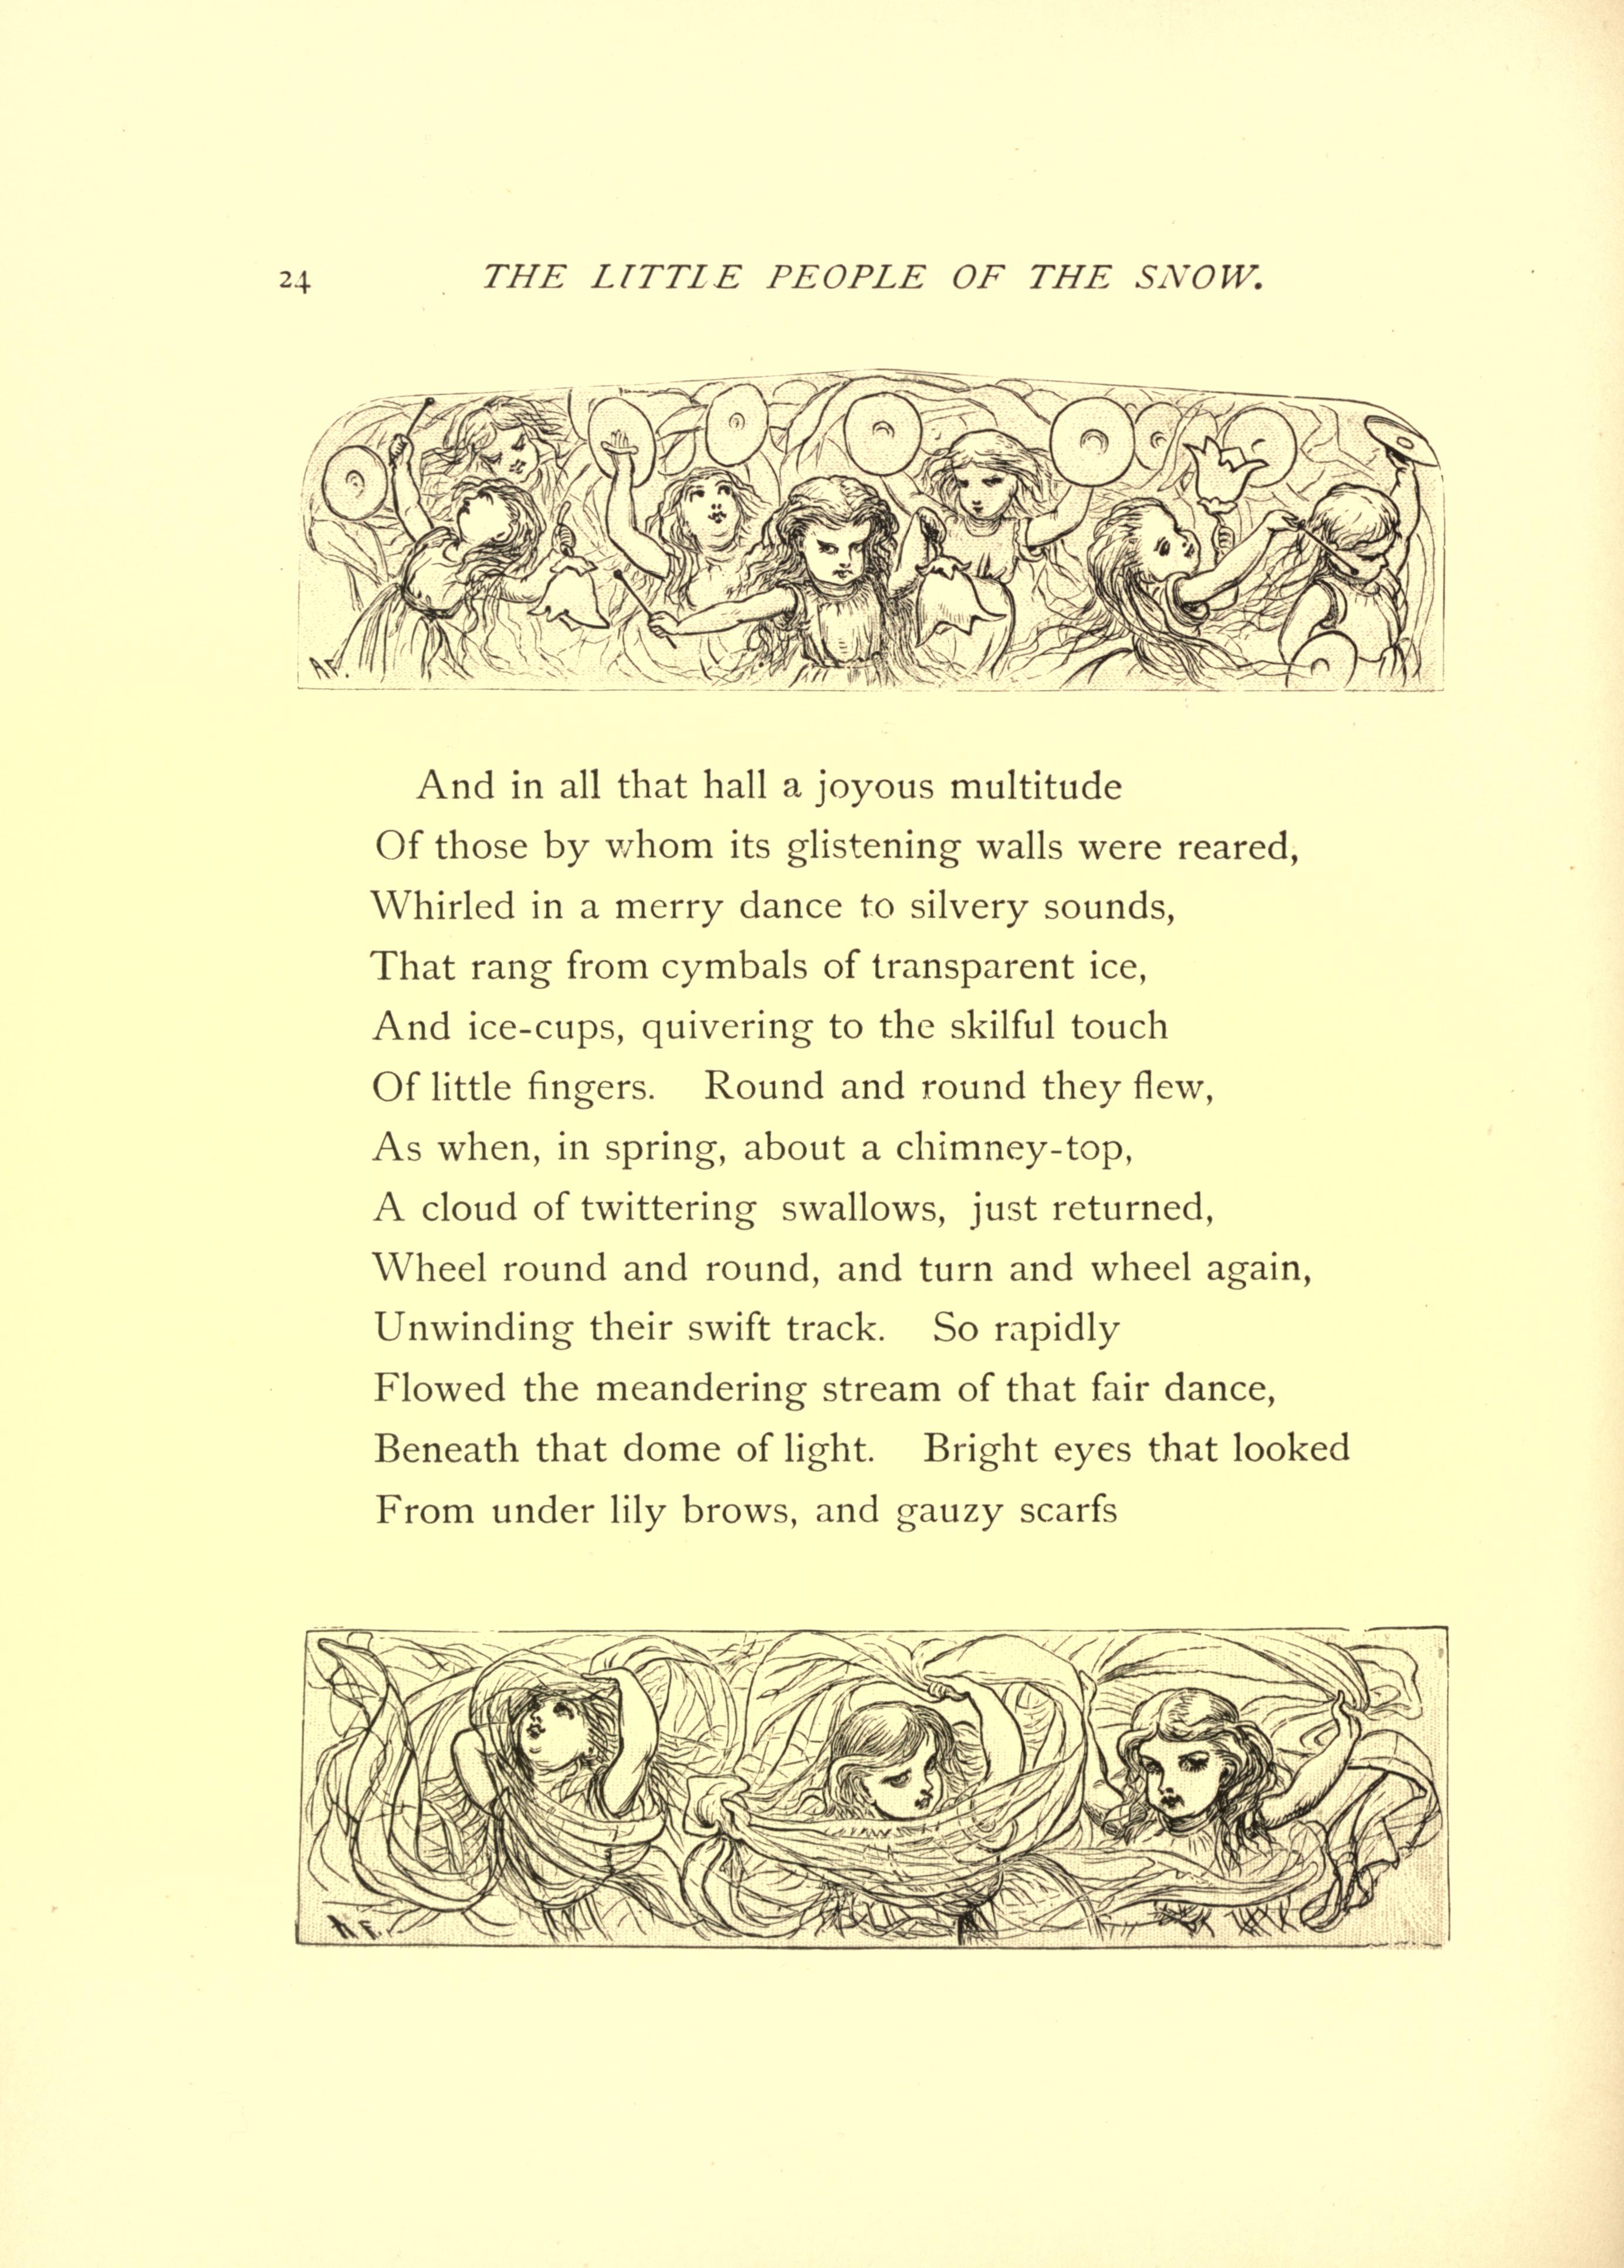 24 THE LITTLE PEOPLE OF THE SNOW.
A.F.
And in all that hall a joyous multitude
Of those by whom its glistening walls were reared,
Whirled in a merry dance to silvery sounds,
That rang from cymbals of transparent ice,
And ice-cups, quivering to the skilful touch
Of little fingers. Round and round they flew,
As when, in spring, about a chimney-top,
A cloud of twittering swallows, just returned,
Wheel round and round, and turn and wheel again,
Unwinding their swift track. So rapidly
Flowed the meandering stream of that fair dance,
Beneath that dome of light. Bright eyes that looked
From under lily brows, and gauzy scarfs
A.F.